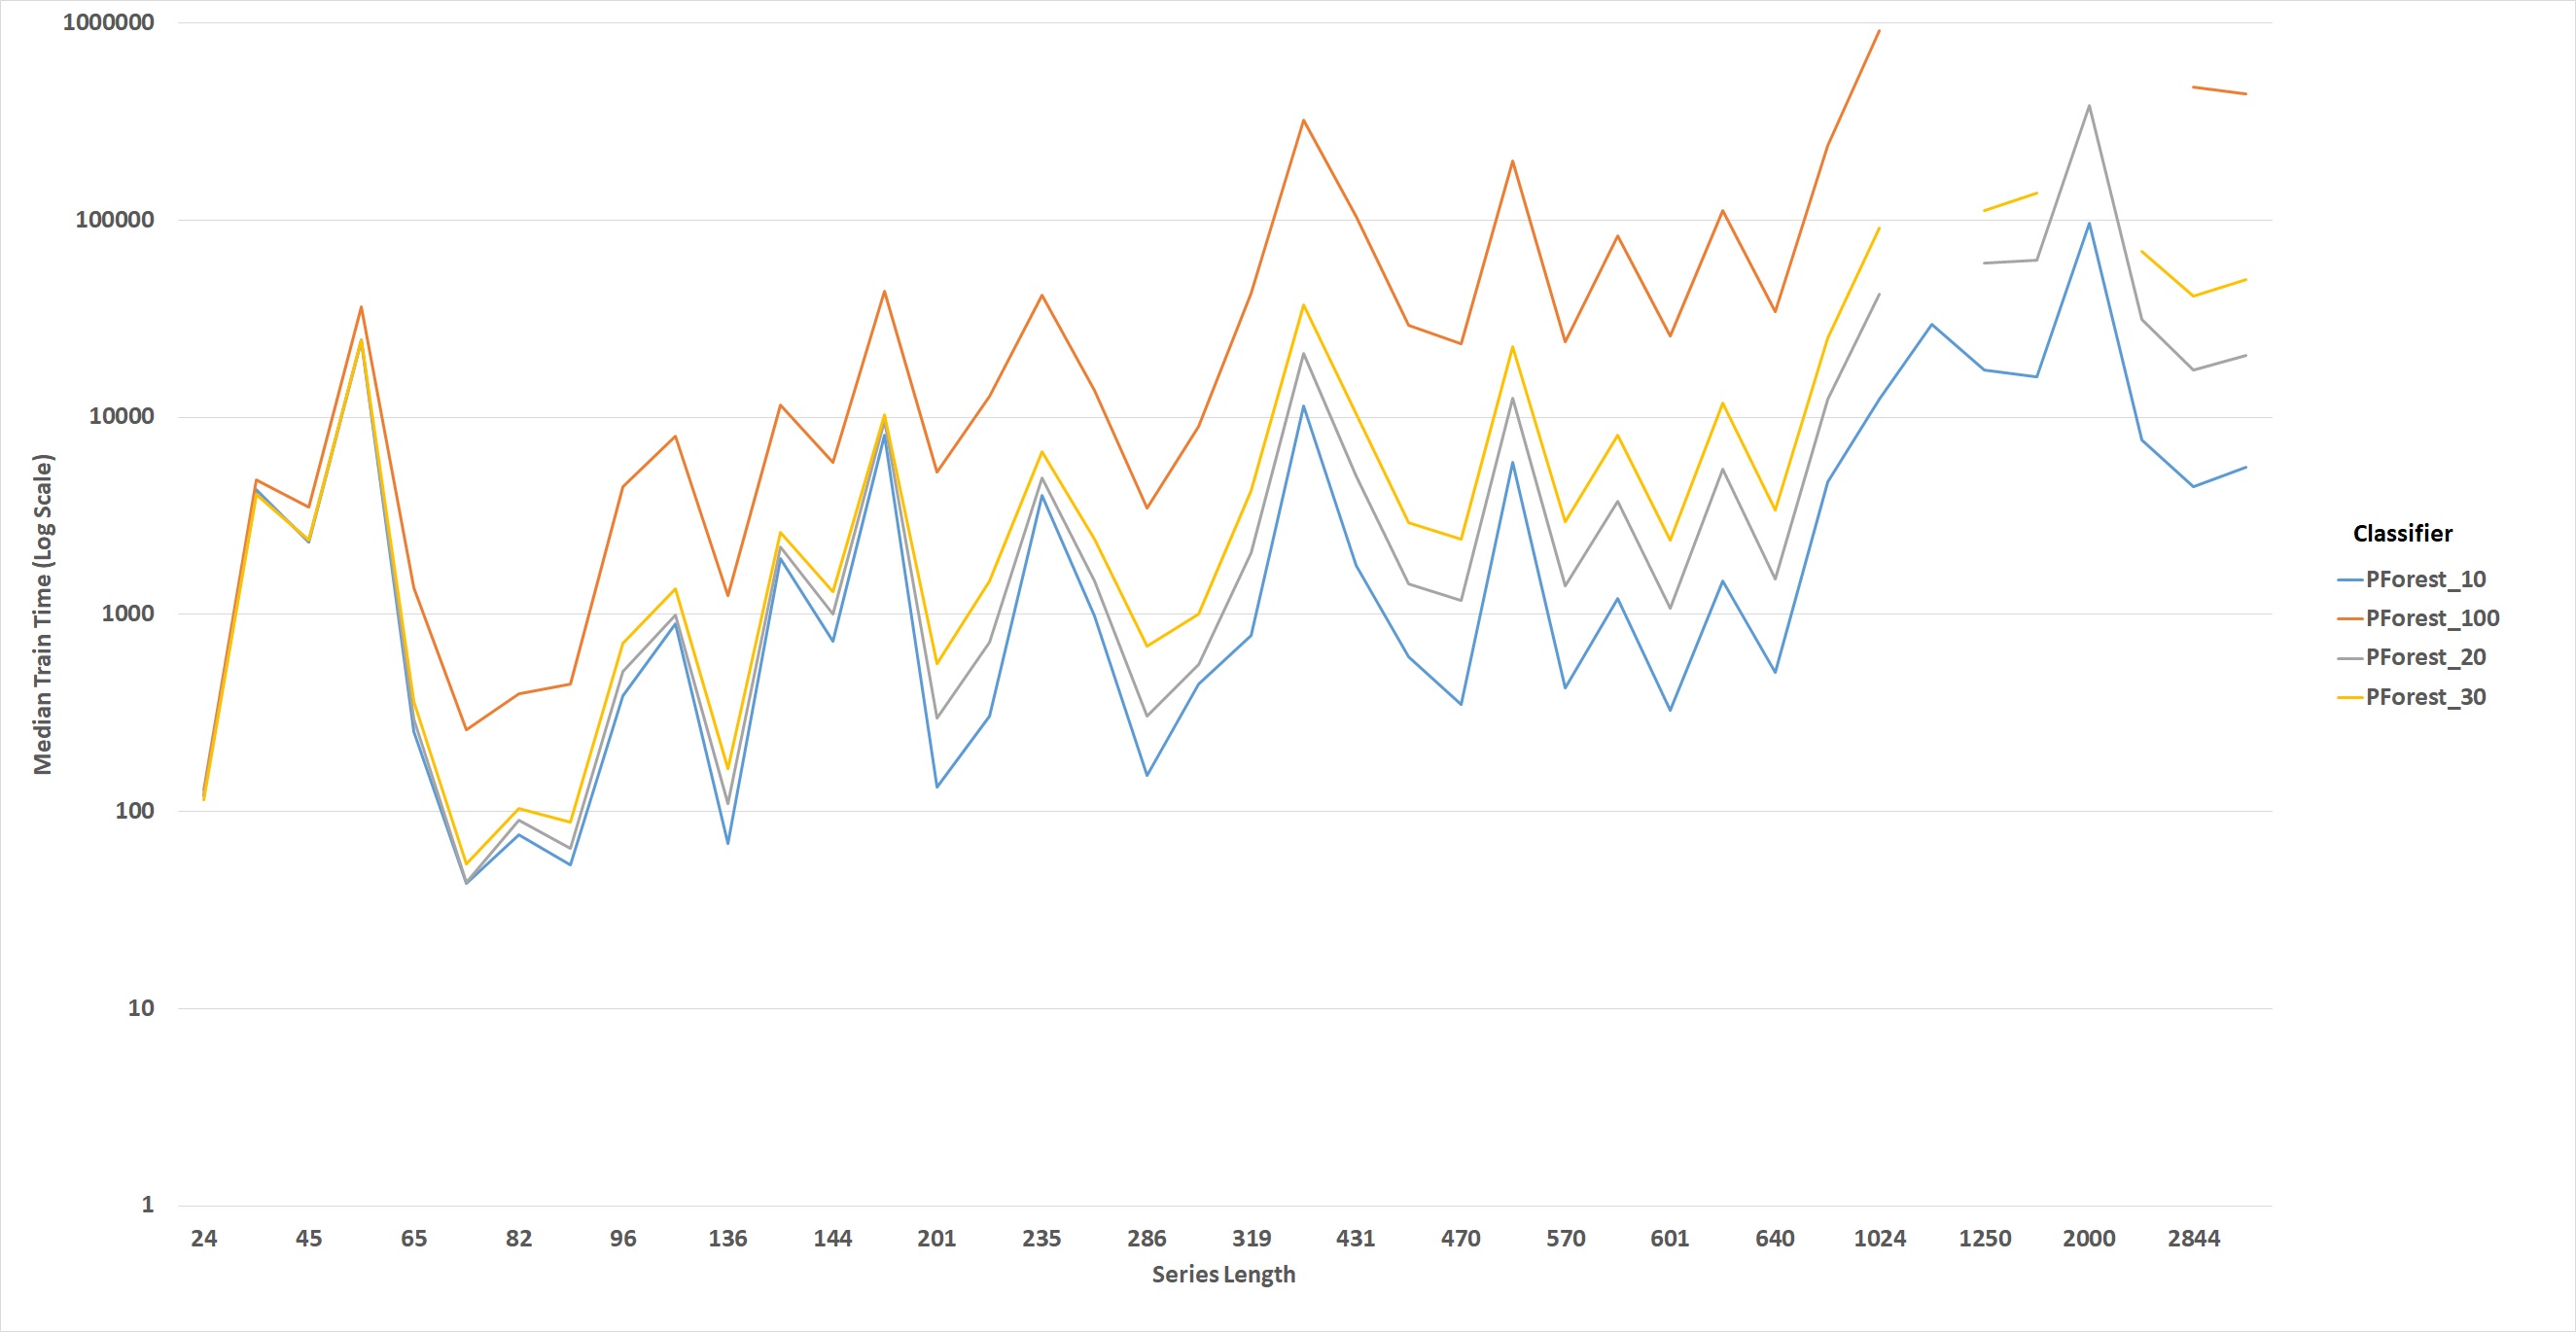 1000000
100000
10000
1000
100
10
1
Median Train Time (Log Scale)
24 45 65 82 96 136 144 201 235 286 319 431 470 570 601 640 1024 1250 2000 2844
Series Length
Classifier
PForest_10
PForest_100
PForest_20
PForest_30